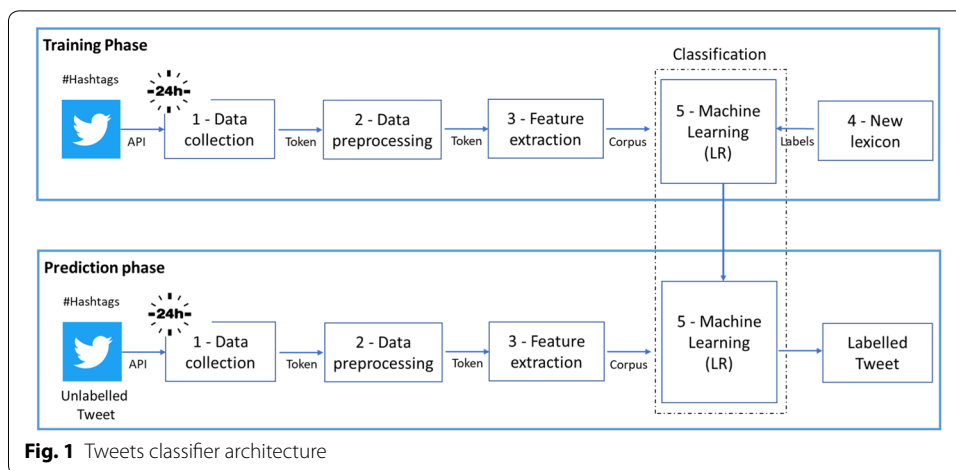 Training Phase
#Hashtags
24h
API
1 - Data
collection
Token
2 - Data
preprocessing
Token
3 - Feature
extraction
Corpus
Classification
5 - Machine
Learning
(LR)
Labels
4 - New
lexicon
Prediction phase
#Hashtags
24h
Unlabelled
Tweet
API
1 - Data
collection
Token
2 - Data
preprocessing
Token
3 - Feature
extraction
Corpus
5 - Machine
Learning
(LR)
Labelled
Tweet
Fig. 1 Tweets classifier architecture